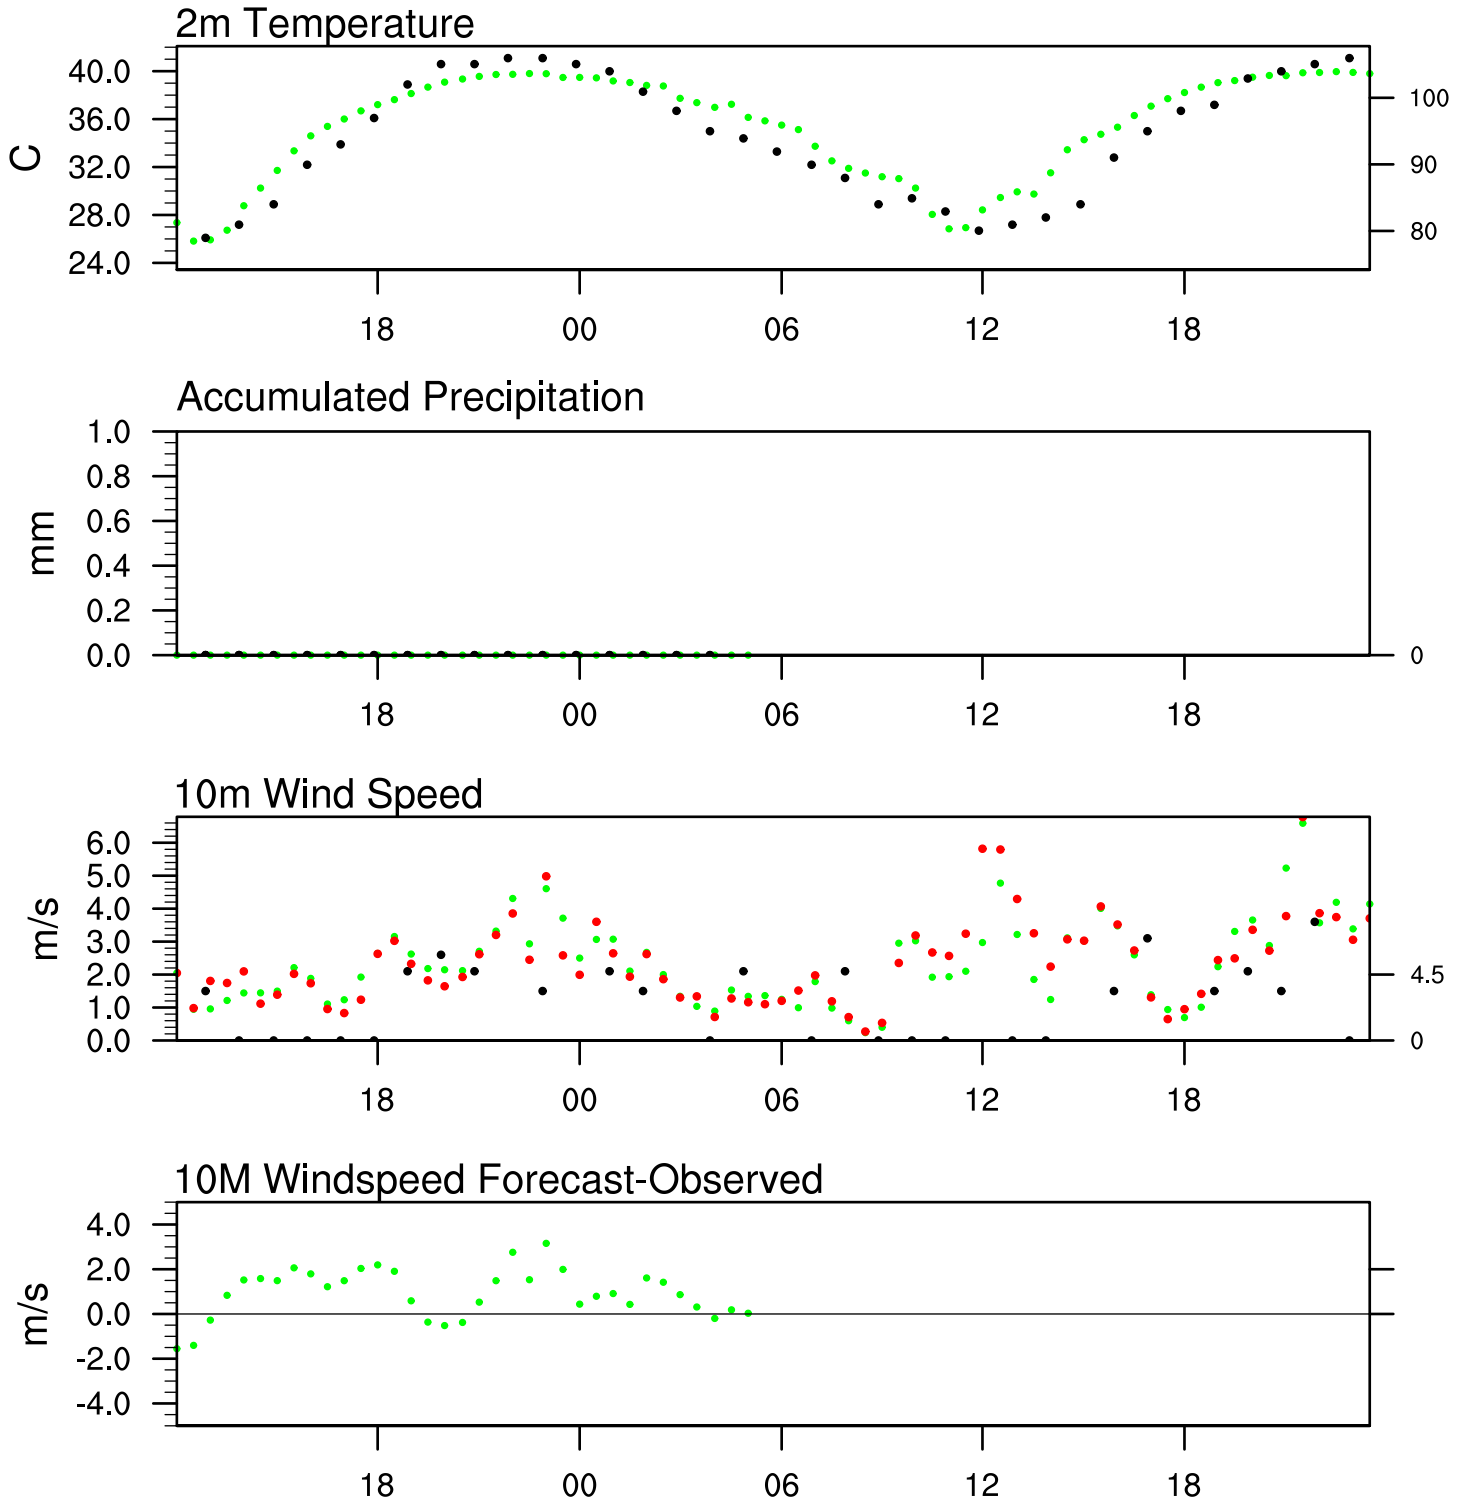 2m Temperature
40.0
36.0
32.0
28.0
24.0
C
100
90
80
18 00 06 12 18
Accumulated Precipitation
1.0
0.8
0.6
0.4
0.2
0.0
mm
0
18 00 06 12 18
10m Wind Speed
6.0
5.0
4.0
3.0
2.0
1.0
0.0
m/s
4.5
0
18 00 06 12 18
10M Windspeed Forecast-Observed
4.0
2.0
0.0
-2.0
-4.0
m/s
18 00 06 12 18